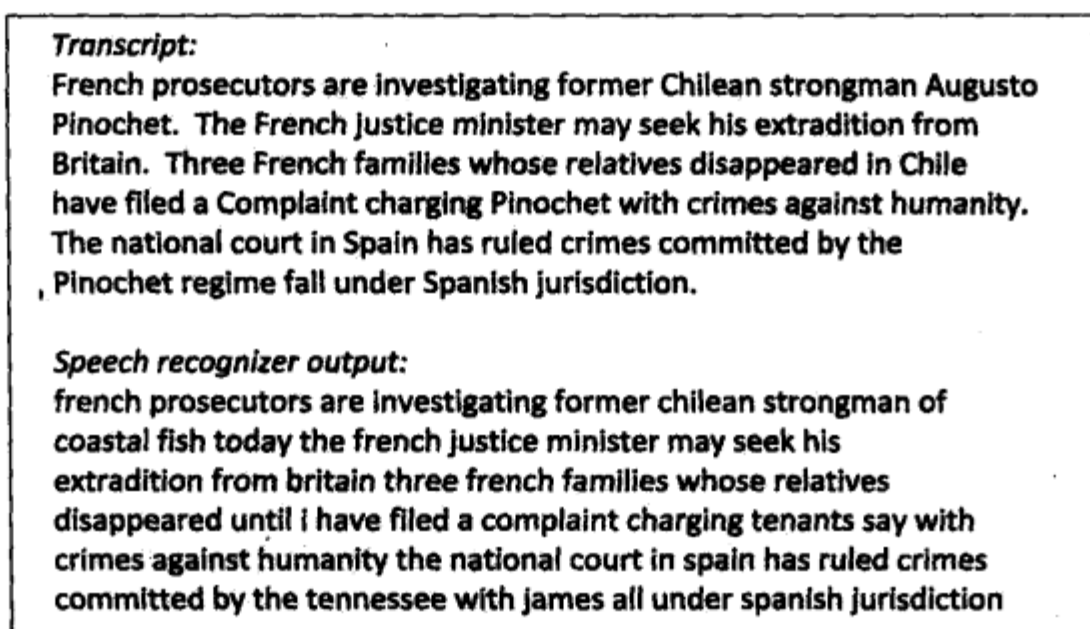 Transcript:
French prosecutors are investigating former Chilean strongman Augusto
Pinochet. The French justice minister may seek his extradition from
Britain. Three French families whose relatives disappeared in Chile
have filed a Complaint charging Pinochet with crimes against humanity.
The national court in Spain has ruled crimes committed by the
Pinochet regime fall under Spanish jurisdiction.
Speech recognizer output:
french prosecutors are investigating former chilean strongman of
coastal fish today the french justice minister may seek his
extradition from britain three french families whose relatives
disappeared until i have filed a complaint charging tenants say with
crimes against humanity the national court in spain has ruled crimes
committed by the tennessee with james all under spanish jurisdiction